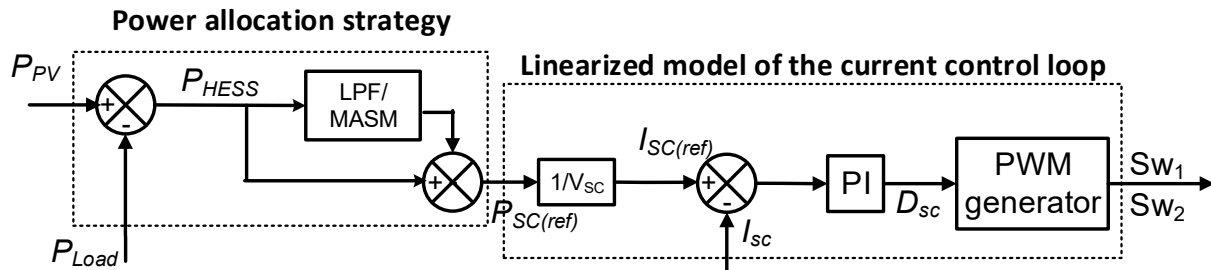 Power allocation strategy
Linearized model of the current control loop
P_PV
+
-
P_HESS
LPF/
MASM
+
P_SC(ref)
1/V_SC
I_SC(ref)
+
-
I_sc
PI
D_sc
PWM
generator
Sw_1
Sw_2
P_Load